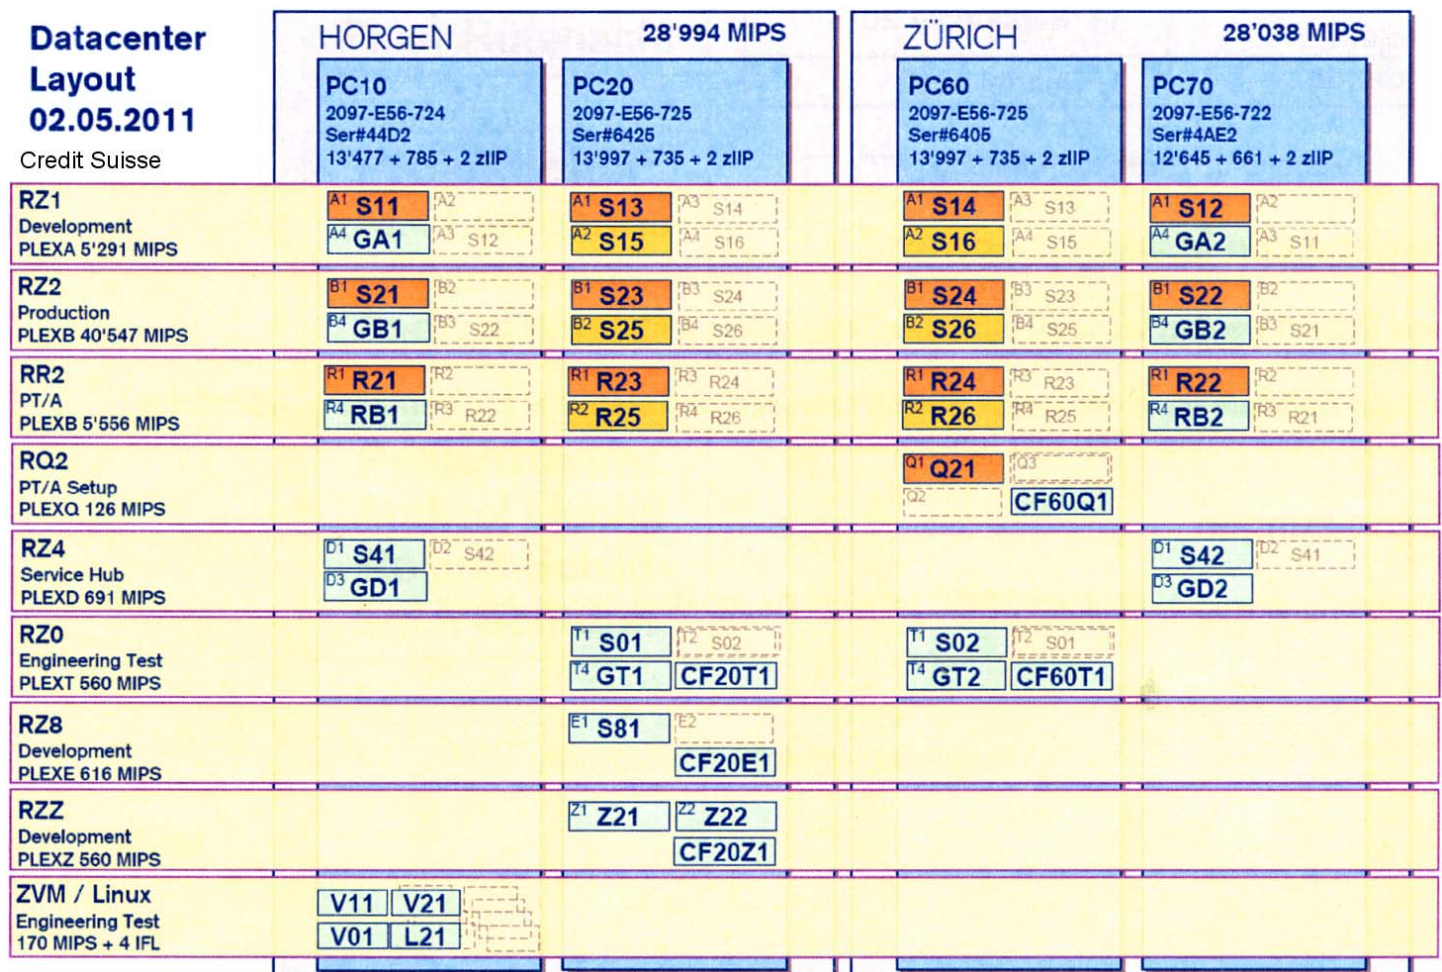 Datacenter
Layout
02.05.2011
Credit Suisse
HORGEN 28'994 MIPS
ZÜRICH 28'038 MIPS
PC10
2097-E56-724
Ser#44D2
13'477 + 785 + 2 zIIP
PC20
2097-E56-725
Ser#6425
13'997 + 735 + 2 zIIP
PC60
2097-E56-725
Ser#6405
13'997 + 735 + 2 zIIP
PC70
2097-E56-722
Ser#4AE2
12'645 + 661 + 2 zIIP
RZ1
Development
PLEXA 5'291 MIPS
A1 S11 A2 A1 S13 A3 S14 A1 S14 A3 S13 A1 S12 A2
A4 GA1 A3 S12 A2 S15 A4 S16 A2 S16 A4 S15 A4 GA2 A3 S11
RZ2
Production
PLEXB 40'547 MIPS
B1 S21 B2 B1 S23 B3 S24 B1 S24 B3 S23 B1 S22 B2
B4 GB1 B3 S22 B2 S25 B4 S26 B2 S26 B4 S25 B4 GB2 B3 S21
RR2
PT/A
PLEXB 5'556 MIPS
R1 R21 R2 R1 R23 R3 R24 R1 R24 R3 R23 R1 R22 R2
R4 RB1 R3 R22 R2 R25 R4 R26 R2 R26 R4 R25 R4 RB2 R3 R21
RQ2
PT/A Setup
PLEXQ 126 MIPS
Q1 Q21 Q3
Q2 CF60Q1
RZ4
Service Hub
PLEXD 691 MIPS
D1 S41 D2 S42 D1 S42 D2 S41
D3 GD1 D3 GD2
RZ0
Engineering Test
PLEXT 560 MIPS
T1 S01 T2 S02 T1 S02 T2 S01
T4 GT1 CF20T1 T4 GT2 CF60T1
RZ8
Development
PLEXE 616 MIPS
E1 S81 E2
CF20E1
RZZ
Development
PLEXZ 560 MIPS
Z1 Z21 Z2 Z22
CF20Z1
ZVM / Linux
Engineering Test
170 MIPS + 4 IFL
V11 V21
V01 L21